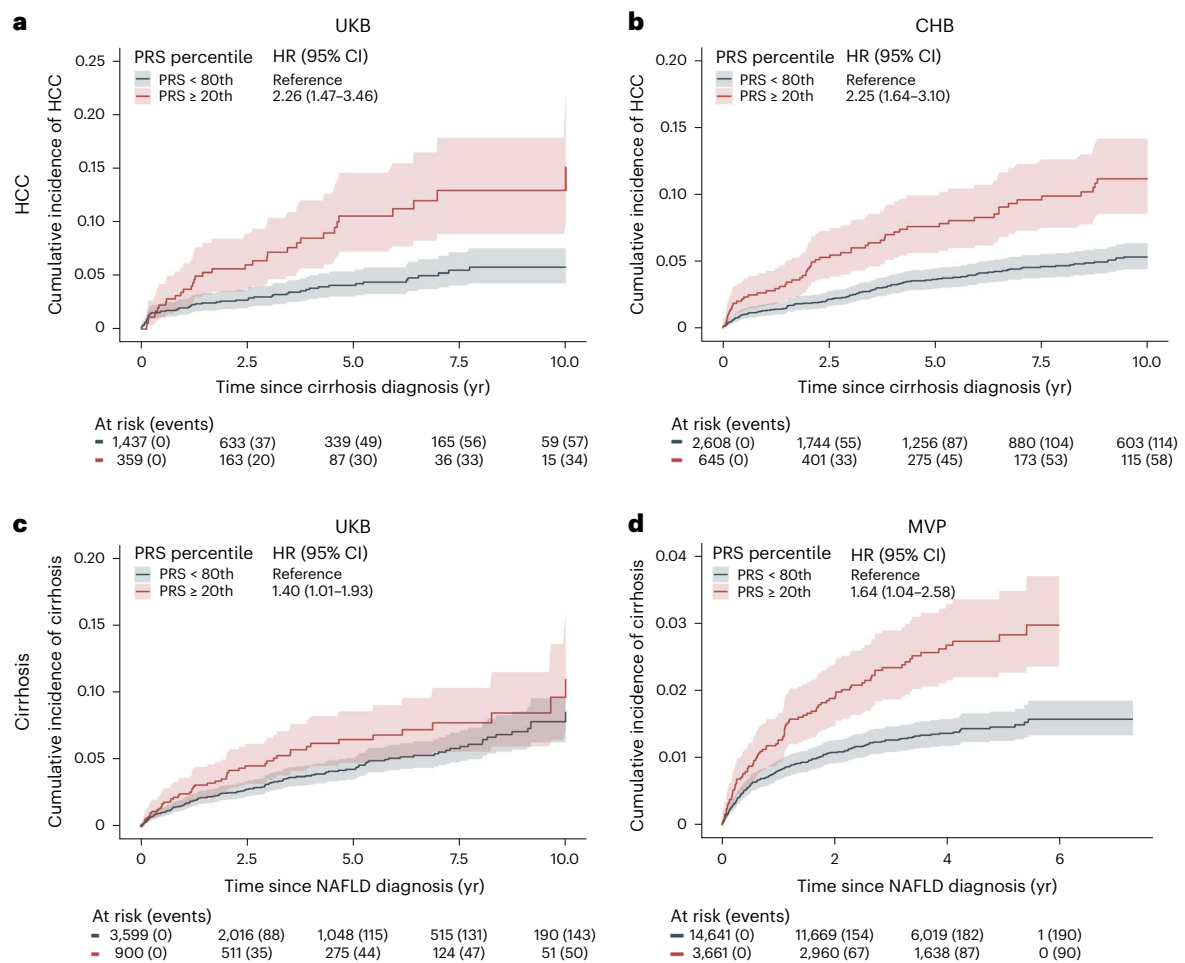 a
UKB
PRS percentile HR (95% CI)
PRS < 80th Reference
PRS ≥ 20th 2.26 (1.47–3.46)
HCC
Cumulative incidence of HCC
0.25
0.20
0.15
0.10
0.05
0
0 2.5 5.0 7.5 10.0
Time since cirrhosis diagnosis (yr)
At risk (events)
1,437 (0) 633 (37) 339 (49) 165 (56) 59 (57)
359 (0) 163 (20) 87 (30) 36 (33) 15 (34)
b
CHB
PRS percentile HR (95% CI)
PRS < 80th Reference
PRS ≥ 20th 2.25 (1.64–3.10)
Cumulative incidence of HCC
0.20
0.15
0.10
0.05
0
0 2.5 5.0 7.5 10.0
Time since cirrhosis diagnosis (yr)
At risk (events)
2,608 (0) 1,744 (55) 1,256 (87) 880 (104) 603 (114)
645 (0) 401 (33) 275 (45) 173 (53) 115 (58)
c
UKB
PRS percentile HR (95% CI)
PRS < 80th Reference
PRS ≥ 20th 1.40 (1.01–1.93)
Cirrhosis
Cumulative incidence of cirrhosis
0.20
0.15
0.10
0.05
0
0 2.5 5.0 7.5 10.0
Time since NAFLD diagnosis (yr)
At risk (events)
3,599 (0) 2,016 (88) 1,048 (115) 515 (131) 190 (143)
900 (0) 511 (35) 275 (44) 124 (47) 51 (50)
d
MVP
PRS percentile HR (95% CI)
PRS < 80th Reference
PRS ≥ 20th 1.64 (1.04–2.58)
Cumulative incidence of cirrhosis
0.04
0.03
0.02
0.01
0
0 2 4 6
Time since NAFLD diagnosis (yr)
At risk (events)
14,641 (0) 11,669 (154) 6,019 (182) 1 (190)
3,661 (0) 2,960 (67) 1,638 (87) 0 (90)